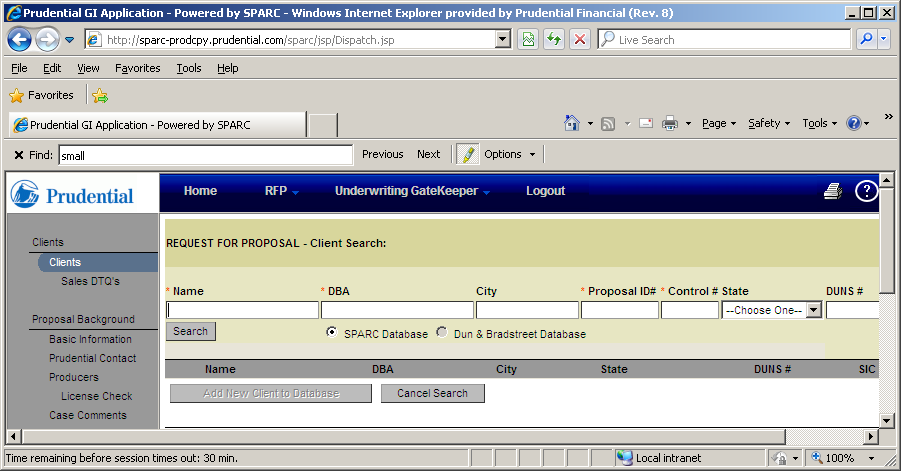 Prudential GI Application - Powered by SPARC - Windows Internet Explorer provided by Prudential Financial (Rev. 8)
http://sparc-prodcpy.prudential.com/sparc/jsp/Dispatch.jsp Live Search
File Edit View Favorites Tools Help
Favorites
Prudential GI Application - Powered by SPARC Page Safety Tools ? »
Find: small Previous Next Options
Prudential Home RFP Underwriting GateKeeper Logout ?
REQUEST FOR PROPOSAL - Client Search:
Clients
Clients
Sales DTQ's
Proposal Background
Basic Information
Prudential Contact
Producers
License Check
Case Comments
* Name * DBA City * Proposal ID# * Control # State DUNS #
--Choose One--
Search SPARC Database Dun & Bradstreet Database
Name DBA City State DUNS # SIC
Add New Client to Database Cancel Search
Time remaining before session times out: 30 min. Local intranet 100%